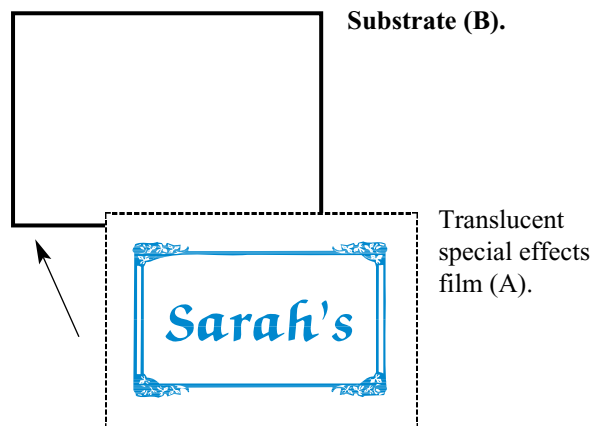 Substrate (B).
Translucent
special effects
film (A).
Sarah's